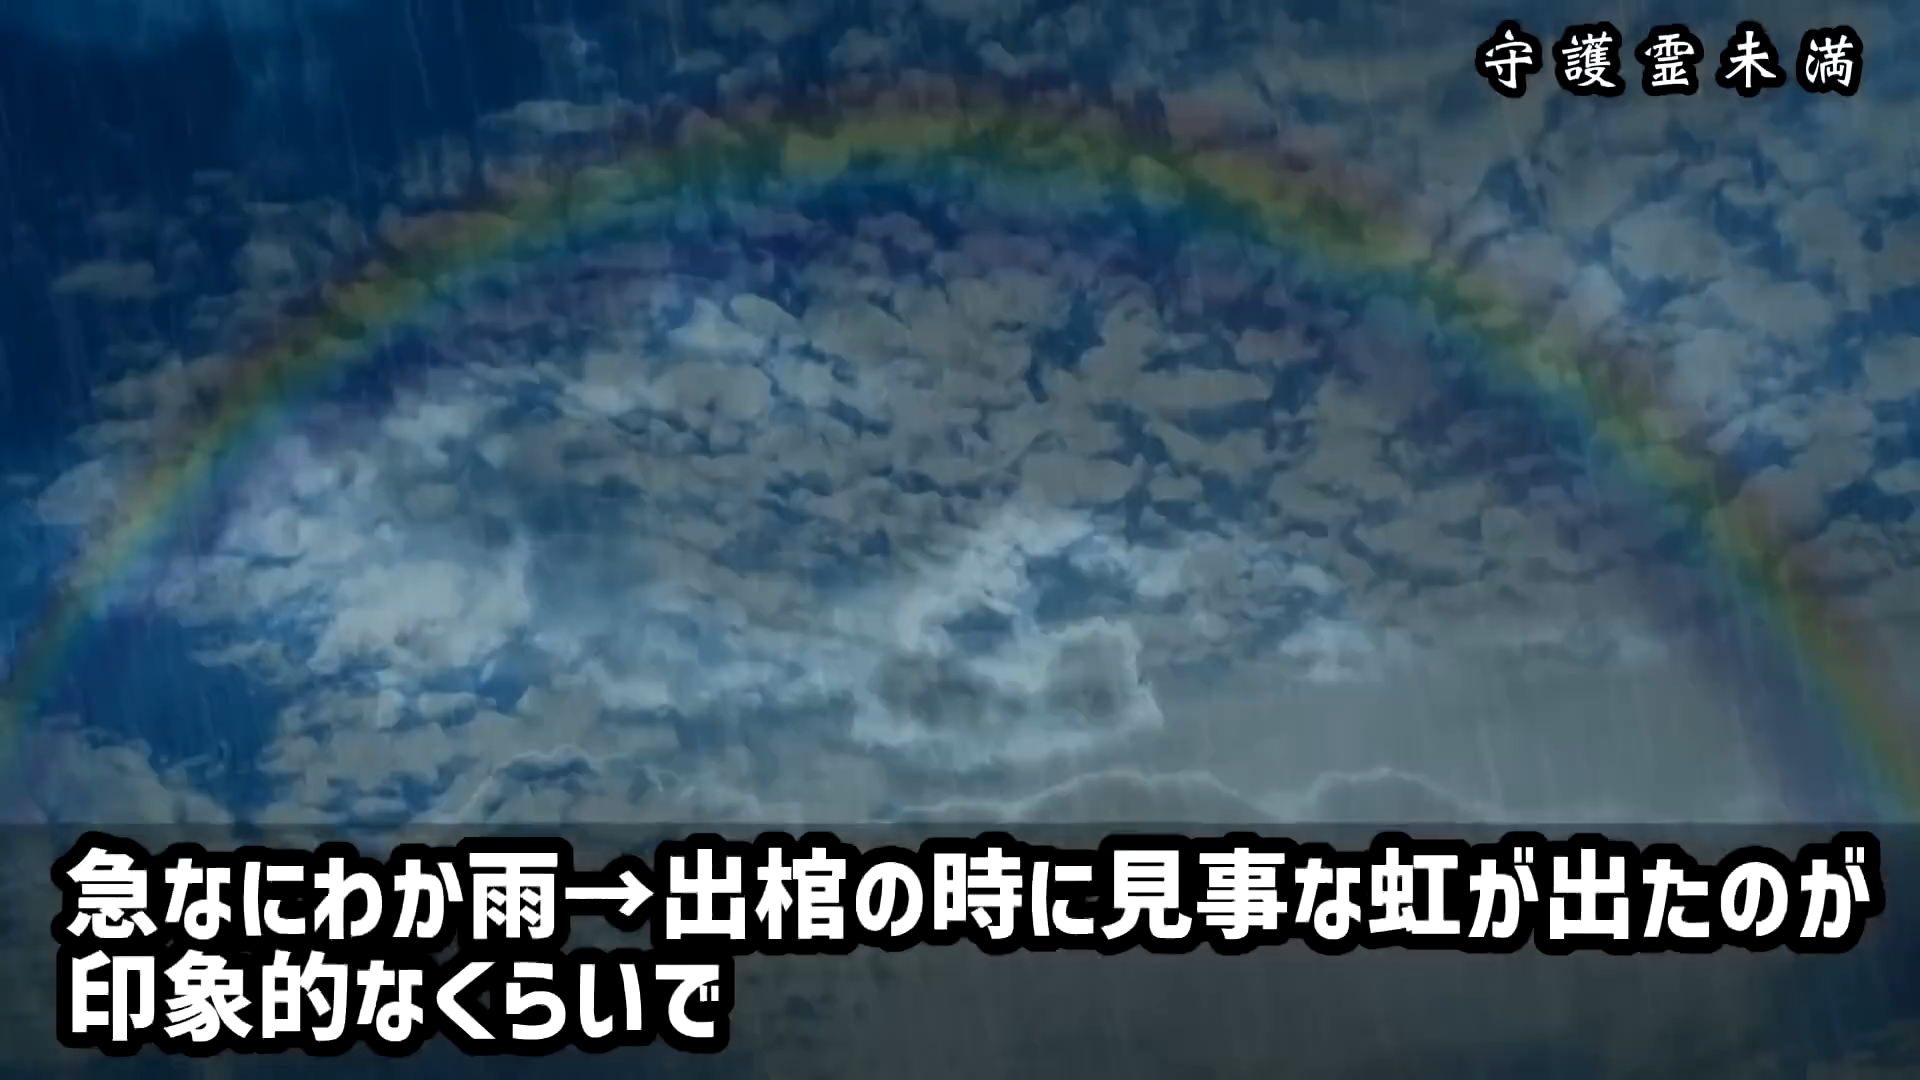 守護霊未満
急なにわか雨→出棺の時に見事な虹が出たのが
印象的なくらいで